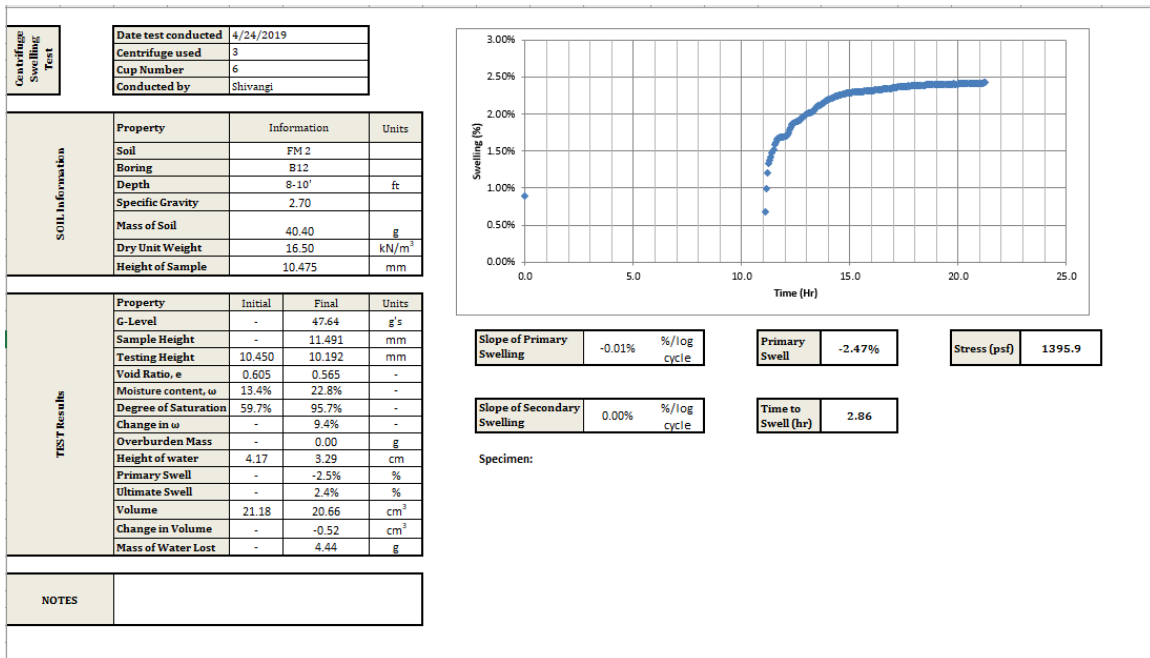 Centrifuge
Swelling
Test
Date test conducted 4/24/2019
Centrifuge used 3
Cup Number 6
Conducted by Shivangi
SOIL Information
Property Information Units
Soil FM 2
Boring B12
Depth 8-10' ft
Specific Gravity 2.70
Mass of Soil 40.40 g
Dry Unit Weight 16.50 kN/m³
Height of Sample 10.475 mm
TEST Results
Property Initial Final Units
G-Level - 47.64 g's
Sample Height - 11.491 mm
Testing Height 10.450 10.192 mm
Void Ratio, e 0.605 0.565 -
Moisture content, ω 13.4% 22.8% -
Degree of Saturation 59.7% 95.7% -
Change in ω - 9.4% -
Overburden Mass - 0.00 g
Height of water 4.17 3.29 cm
Primary Swell - -2.5% %
Ultimate Swell - 2.4% %
Volume 21.18 20.66 cm³
Change in Volume - -0.52 cm³
Mass of Water Lost - 4.44 g
NOTES
3.00%
2.50%
2.00%
1.50%
1.00%
0.50%
0.00%
Swelling (%)
0.0 5.0 10.0 15.0 20.0 25.0
Time (Hr)
Slope of Primary
Swelling
-0.01%
%/log
cycle
Primary
Swell
-2.47%
Stress (psf) 1395.9
Slope of Secondary
Swelling
0.00%
%/log
cycle
Time to
Swell (hr)
2.86
Specimen: